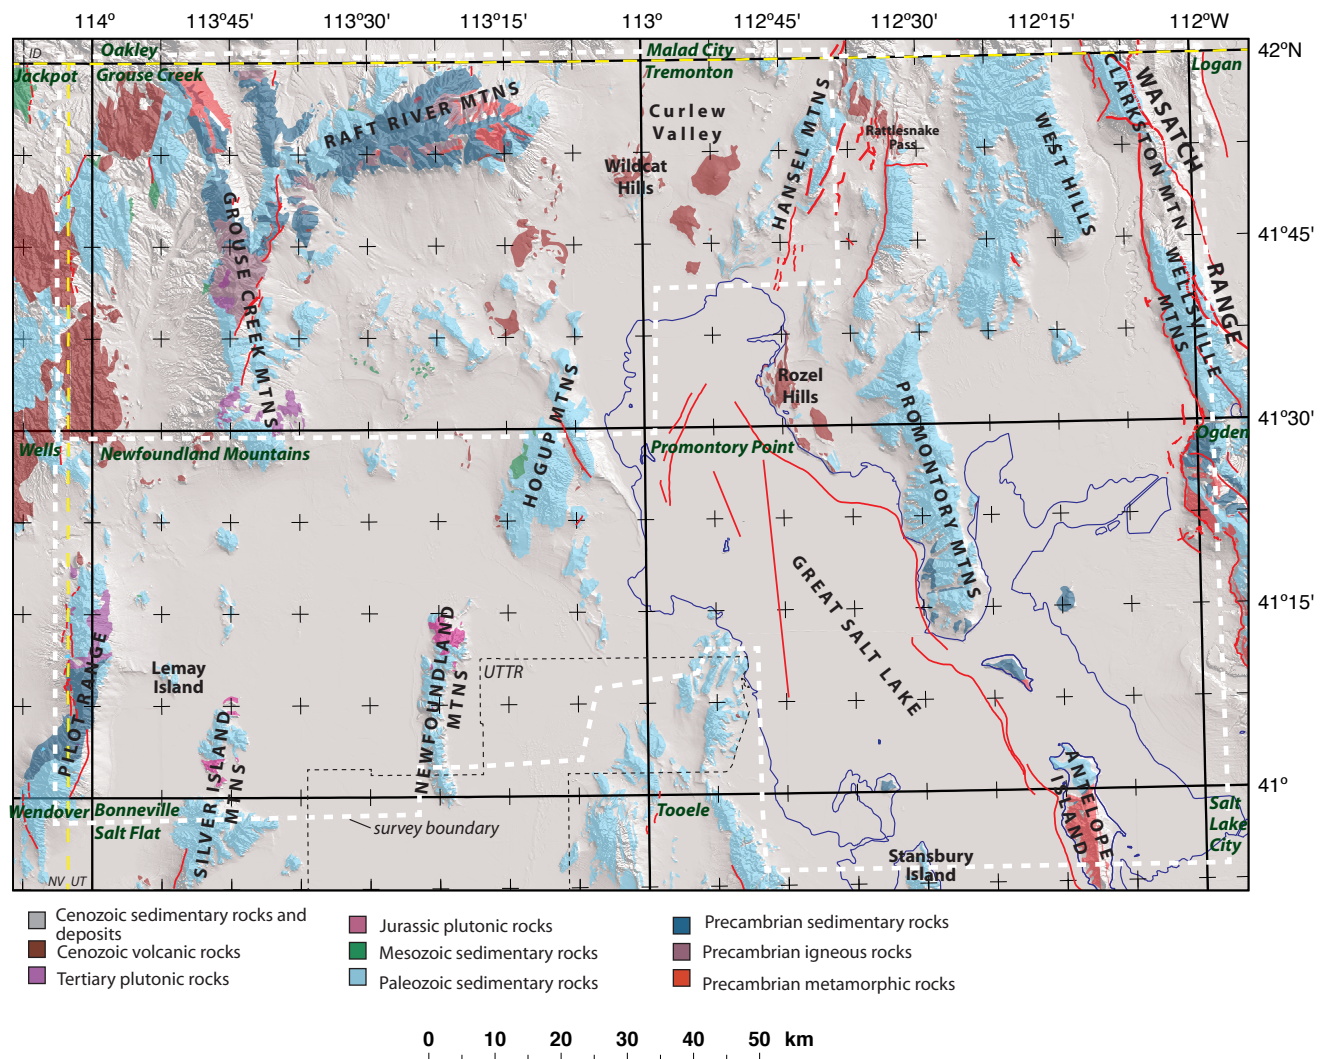 114° 113°45' 113°30' 113°15' 113° 112°45' 112°30' 112°15' 112°W
42°N
41°45'
41°30'
41°15'
41°
ID
Oakley
Malad City
Jackpot
Grouse Creek
Tremonton
Logan
RAFT RIVER MTNS
Curlew
Valley
Wildcat
Hills
HANSEL MTNS
Rattlesnake
Pass
WEST HILLS
CLARKSTON MTN
WASATCH
RANGE
WELLSVILLE
MTNS
GROUSE CREEK MTNS
HOGUP MTNS
Rozel
Hills
PROMONTORY MTNS
Wells
Newfoundland Mountains
Promontory Point
Ogden
GREAT SALT LAKE
PILOT RANGE
Lemay
Island
SILVER ISLAND
MTNS
NEWFOUNDLAND
MTNS
UTTR
ANTELOPE
ISLAND
Wendover
Bonneville
Salt Flat
survey boundary
Tooele
Salt
Lake
City
Stansbury
Island
NV UT
Cenozoic sedimentary rocks and
deposits
Cenozoic volcanic rocks
Tertiary plutonic rocks
Jurassic plutonic rocks
Mesozoic sedimentary rocks
Paleozoic sedimentary rocks
Precambrian sedimentary rocks
Precambrian igneous rocks
Precambrian metamorphic rocks
0 10 20 30 40 50 km